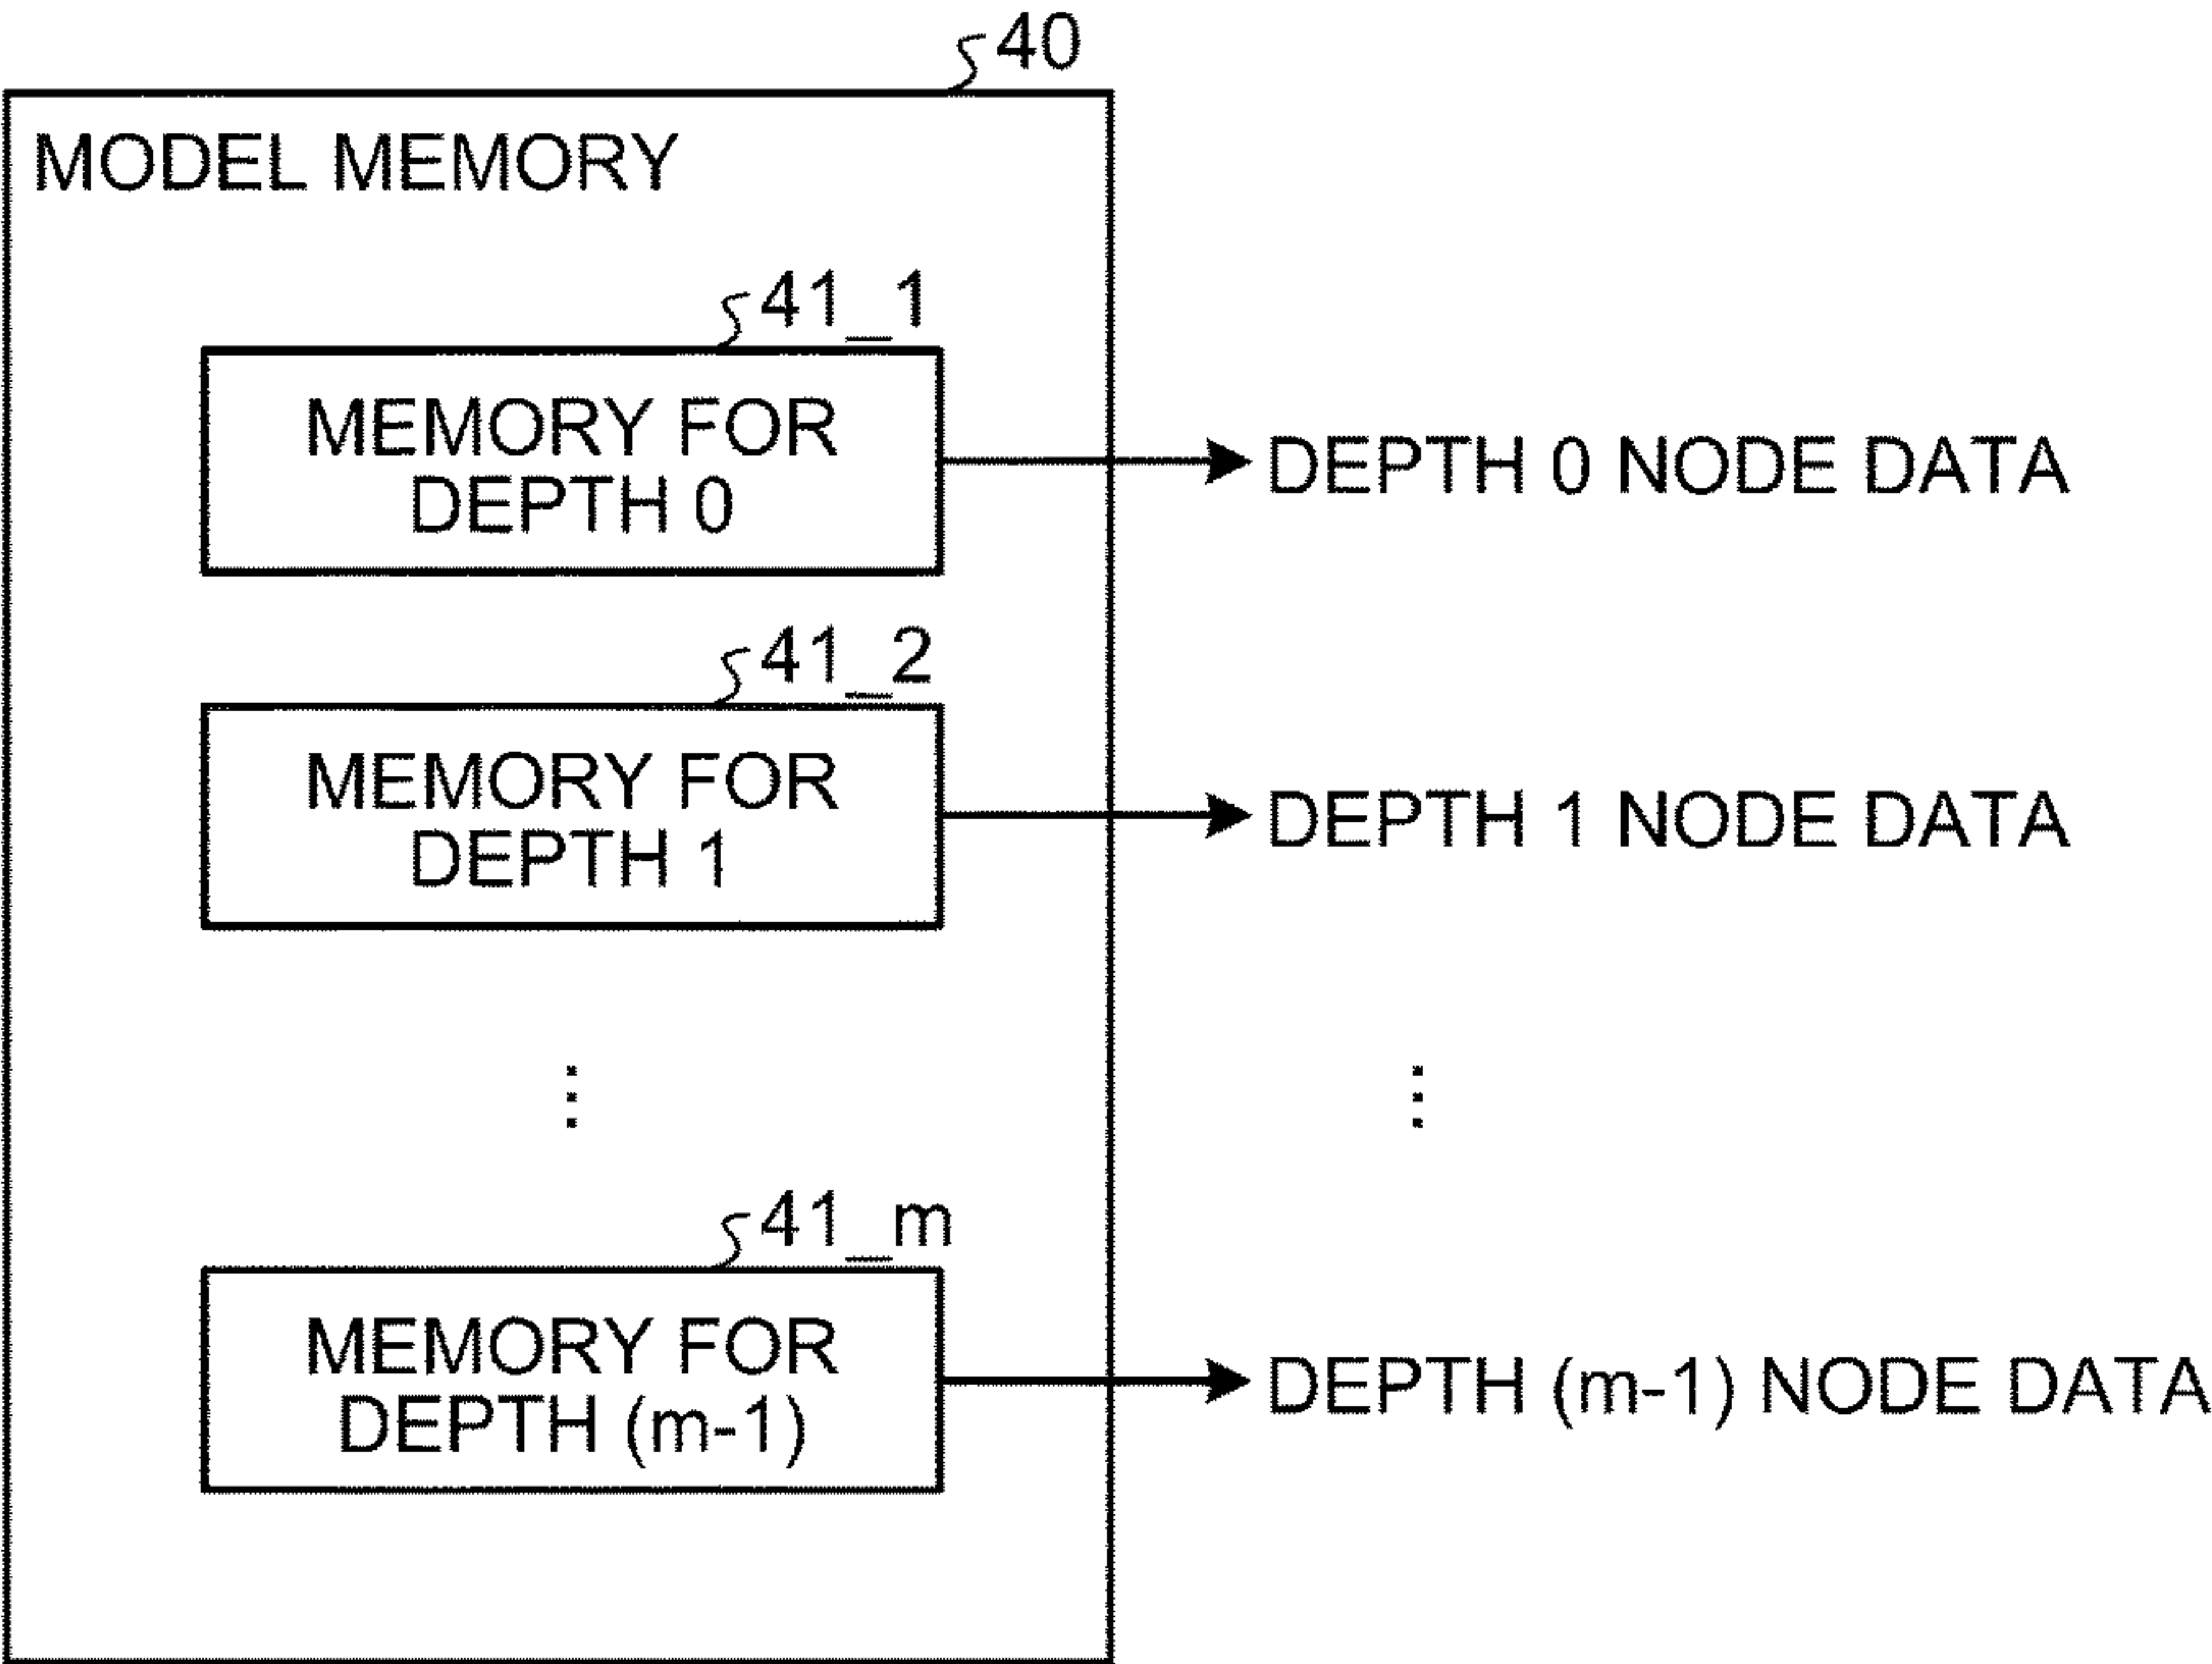 40
MODEL MEMORY
41_1
MEMORY FOR
DEPTH 0
DEPTH 0 NODE DATA
41_2
MEMORY FOR
DEPTH 1
DEPTH 1 NODE DATA
⋮ ⋮
41_m
MEMORY FOR
DEPTH (m-1)
DEPTH (m-1) NODE DATA